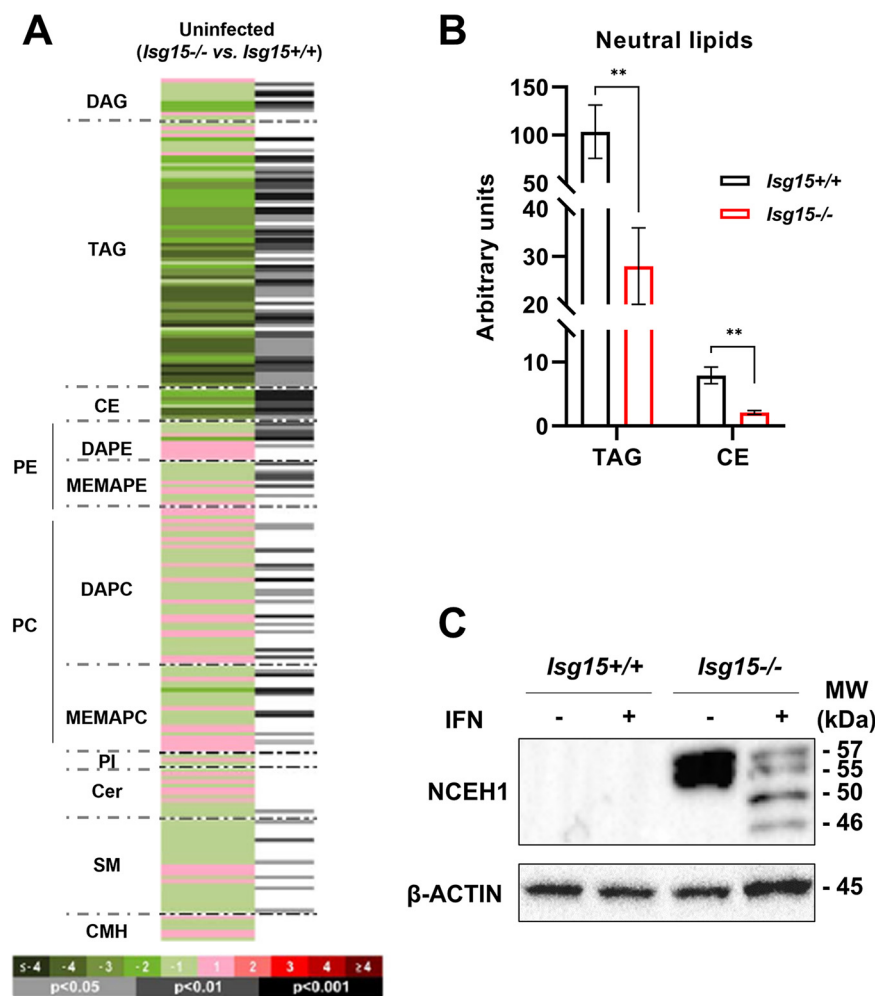 A
Uninfected
(Isg15-/- vs. Isg15+/+)
DAG
TAG
CE
PE
DAPE
MEMAPE
PC
DAPC
MEMAPC
PI
Cer
SM
CMH
≤-4 -4 -3 -2 -1 1 2 3 4 ≥4
p<0.05 p<0.01 p<0.001
B
Neutral lipids
Arbitrary units
150
100
50
40
30
20
10
0
**
**
TAG CE
Isg15+/+
Isg15-/-
C
Isg15+/+ Isg15-/-
MW
IFN - + - + (kDa)
NCEH1
- 57
- 55
- 50
- 46
β-ACTIN - 45